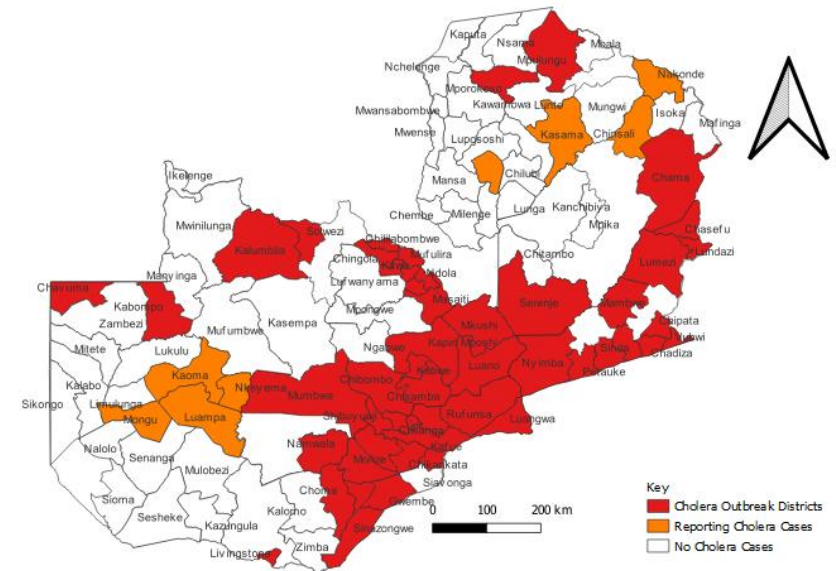 Kaputa
Nsama
Mbala
Mpulungu
Nchelenge
Nakonde
Mporokoso
Mwansabombwe
Kawamowa
Lunte
Mungwi
Isoka
Mafinga
Mwense
Lupososhi
Kasama
Chinsali
Ikelenge
Mansa
Chilubi
Chama
Chembe
Milenge
Lunga
Kanchibiya
Mpika
Mwinilunga
Solwezi
Chasefu
Kalumbila
Chililabombwe
Lundazi
Chingola
Mufulira
Chitambo
Lumezi
Manyinga
Ndola
Chavuma
Lufwanyama
Kabompo
Masaiti
Serenje
Mambwe
Zambezi
Mpongwe
Mufumbwe
Kasempa
Mkushi
Chipata
Mitete
Lukulu
Ngabwe
Kapiri Mposhi
Vubwi
Sinda
Chadiza
Kalabo
Kaoma
Chibombo
Luano
Nyimba
Petauke
Sikongo
Limulunga
Nkeyema
Mumbwa
Chisamba
Mongu
Luampa
Shibuyunji
Rufunsa
Luangwa
Chilanga
Nalolo
Senanga
Namwala
Kafue
Mulobezi
Monze
Chikankata
Sioma
Choma
Siavonga
Sesheke
Kalomo
Gwembe
Kazungula
Sinazongwe
Livingstone
Zimba
0 100 200 km
Key
Cholera Outbreak Districts
Reporting Cholera Cases
No Cholera Cases